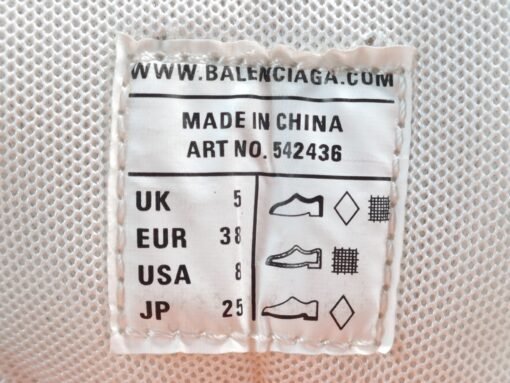 WWW.BALENCIAGA.COM
MADE IN CHINA
ART NO. 542436
UK 5
EUR 38
USA 8
JP 25